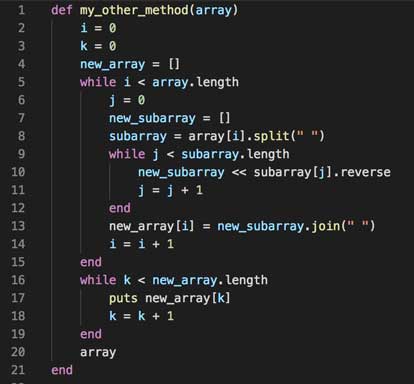 1 def my_other_method(array)
2     i = 0
3     k = 0
4     new_array = []
5     while i < array.length
6         j = 0
7         new_subarray = []
8         subarray = array[i].split(" ")
9         while j < subarray.length
10             new_subarray << subarray[j].reverse
11             j = j + 1
12         end
13         new_array[i] = new_subarray.join(" ")
14         i = i + 1
15     end
16     while k < new_array.length
17         puts new_array[k]
18         k = k + 1
19     end
20     array
21 end